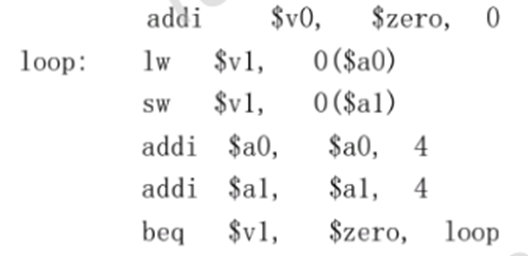 addi $v0, $zero, 0
loop: lw $v1, 0($a0)
sw $v1, 0($a1)
addi $a0, $a0, 4
addi $a1, $a1, 4
beq $v1, $zero, loop